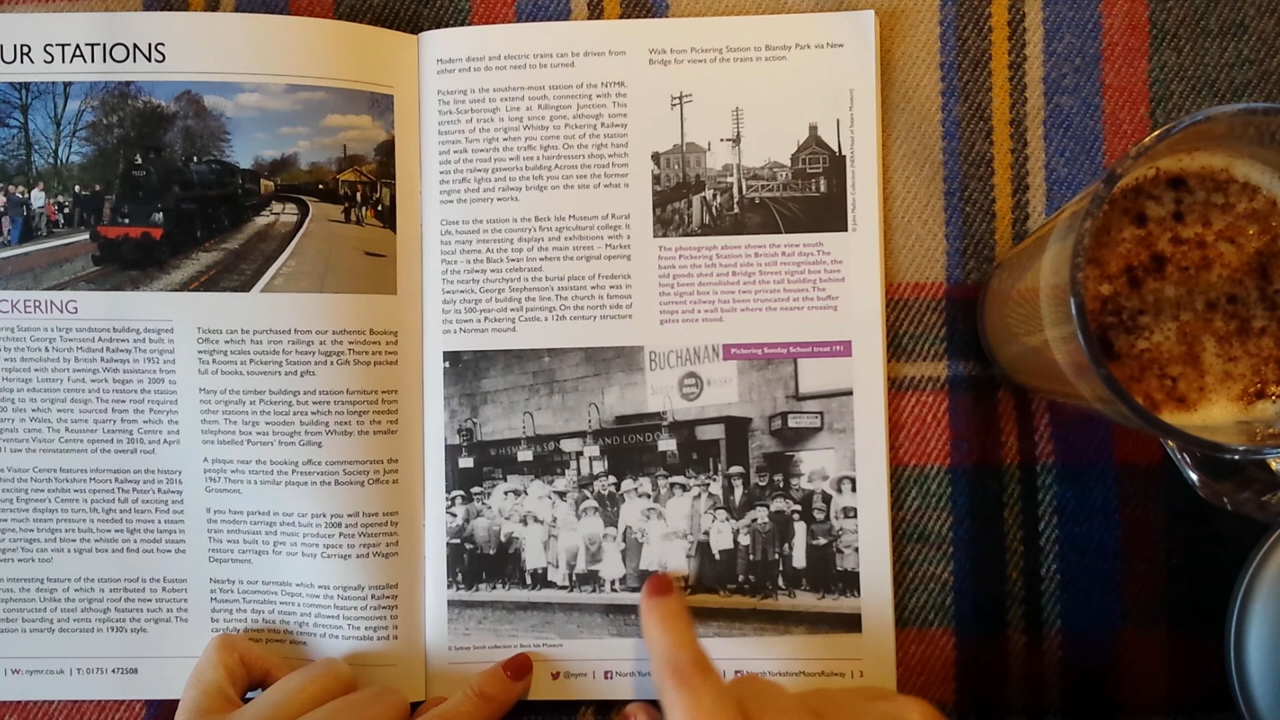 UR STATIONS
75029
CKERING
ring Station is a large sandstone building, designed
rchitect George Townsend Andrews and built in
by the York & North Midland Railway. The original
was demolished by British Railways in 1952 and
replaced with short awnings. With assistance from
Heritage Lottery Fund, work began in 2009 to
elop an education centre and to restore the station
ding to its original design. The new roof required
00 tiles which were sourced from the Penryhn
arry in Wales, the same quarry from which the
ginals came. The Reussner Learning Centre and
venture Visitor Centre opened in 2010, and April
1 saw the reinstatement of the overall roof.
e Visitor Centre features information on the history
hind the North Yorkshire Moors Railway and in 2016
exciting new exhibit was opened. The Peter's Railway
ung Engineer's Centre is packed full of exciting and
teractive displays to turn, lift, light and learn. Find out
w much steam pressure is needed to move a steam
gine, how bridges are built, how we light the lamps in
ur carriages, and blow the whistle on a model steam
gine! You can visit a signal box and find out how the
vers work too!
n interesting feature of the station roof is the Euston
russ, the design of which is attributed to Robert
ephenson. Unlike the original roof the new structure
constructed of steel although features such as the
mber boarding and vents replicate the original. The
ation is smartly decorated in 1930's style.
Tickets can be purchased from our authentic Booking
Office which has iron railings at the windows and
weighing scales outside for heavy luggage. There are two
Tea Rooms at Pickering Station and a Gift Shop packed
full of books, souvenirs and gifts.
Many of the timber buildings and station furniture were
not originally at Pickering, but were transported from
other stations in the local area which no longer needed
them. The large wooden building next to the red
telephone box was brought from Whitby: the smaller
one labelled 'Porters' from Gilling.
A plaque near the booking office commemorates the
people who started the Preservation Society in June
1967. There is a similar plaque in the Booking Office at
Grosmont.
If you have parked in our car park you will have seen
the modern carriage shed, built in 2008 and opened by
train enthusiast and music producer Pete Waterman.
This was built to give us more space to repair and
restore carriages for our busy Carriage and Wagon
Department.
Nearby is our turntable which was originally installed
at York Locomotive Depot, now the National Railway
Museum. Turntables were a common feature of railways
during the days of steam and allowed locomotives to
be turned to face the right direction. The engine is
carefully driven into the centre of the turntable and is
man power alone.
| W: nymr.co.uk | T: 01751 472508
Modern diesel and electric trains can be driven from
either end so do not need to be turned.
Pickering is the southern-most station of the NYMR.
The line used to extend south, connecting with the
York-Scarborough Line at Rillington Junction. This
stretch of track is long since gone, although some
features of the original Whitby to Pickering Railway
remain. Turn right when you come out of the station
and walk towards the traffic lights. On the right hand
side of the road you will see a hairdressers shop, which
was the railway gasworks building. Across the road from
the traffic lights and to the left you can see the former
engine shed and railway bridge on the site of what is
now the joinery works.
Close to the station is the Beck Isle Museum of Rural
Life, housed in the country's first agricultural college. It
has many interesting displays and exhibitions with a
local theme. At the top of the main street – Market
Place – is the Black Swan Inn where the original opening
of the railway was celebrated.
The nearby churchyard is the burial place of Frederick
Swanwick, George Stephenson's assistant who was in
daily charge of building the line. The church is famous
for its 500-year-old wall paintings. On the north side of
the town is Pickering Castle, a 12th century structure
on a Norman mound.
Walk from Pickering Station to Blansby Park via New
Bridge for views of the trains in action.
The photograph above shows the view south
from Pickering Station in British Rail days. The
bank on the left hand side is still recognisable, the
old goods shed and Bridge Street signal box have
long been demolished and the tall building behind
the signal box is now two private houses. The
current railway has been truncated at the buffer
stops and a wall built where the nearer crossing
gates once stood.
Pickering Sunday School treat 191
BUCHANAN
RED SEAL
W.H. SMITH & SON AND LONDON
LADIES ROOM
© Sydney Smith collection at Beck Isle Museum
@nymr | North York NorthYorkshireMoorsRailway | 3